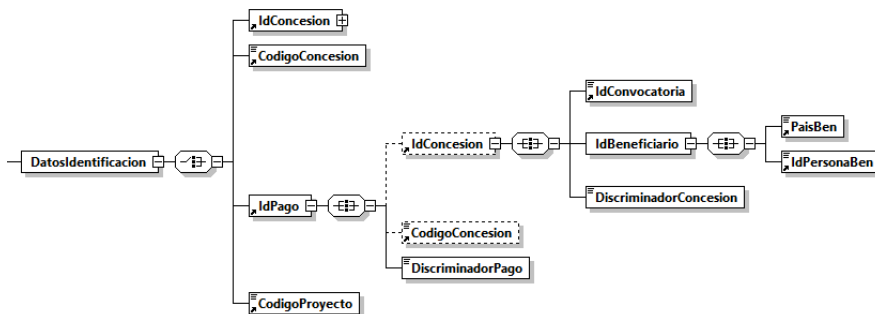 IdConcesion
CodigoConcesion
IdConvocatoria
PaisBen
IdConcesion
IdBeneficiario
DatosIdentificacion
IdPersonaBen
IdPago
DiscriminadorConcesion
CodigoConcesion
DiscriminadorPago
CodigoProyecto